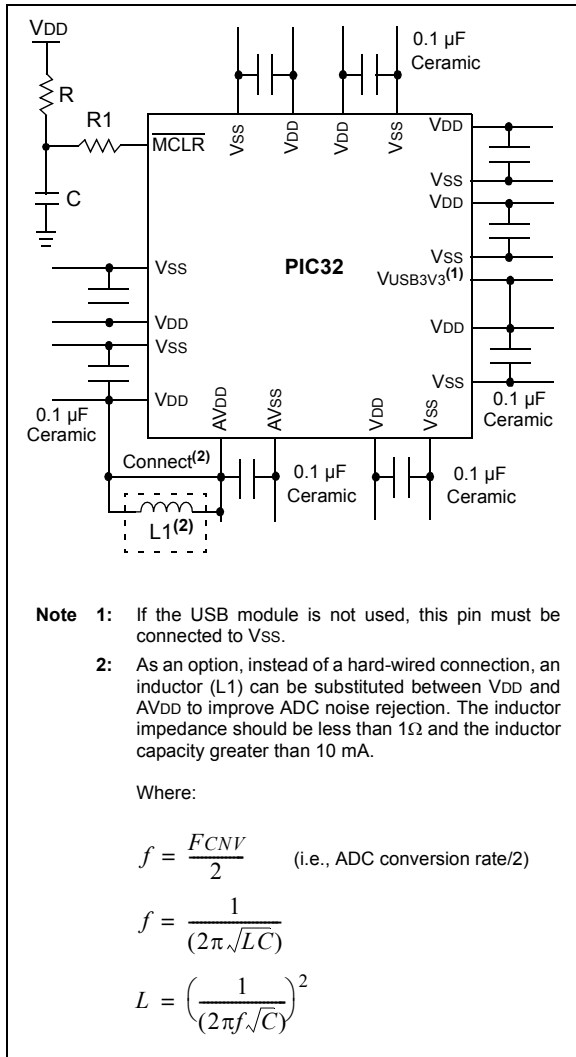 VDD
R
R1
C
MCLR
0.1 µF
Ceramic
VSS
VDD
VDD
VSS
VDD
VSS
VDD
VSS
VUSB3V3(1)
VDD
VSS
PIC32
VSS
VDD
VSS
VDD
0.1 µF
Ceramic
AVDD
AVSS
VDD
VSS
0.1 µF
Ceramic
Connect(2)
L1(2)
0.1 µF
Ceramic
0.1 µF
Ceramic
Note 1: If the USB module is not used, this pin must be
connected to VSS.
2: As an option, instead of a hard-wired connection, an
inductor (L1) can be substituted between VDD and
AVDD to improve ADC noise rejection. The inductor
impedance should be less than 1Ω and the inductor
capacity greater than 10 mA.
Where:
f = FCNV / 2 (i.e., ADC conversion rate/2)
f = 1 / (2π√LC)
L = (1 / (2πf√C))²